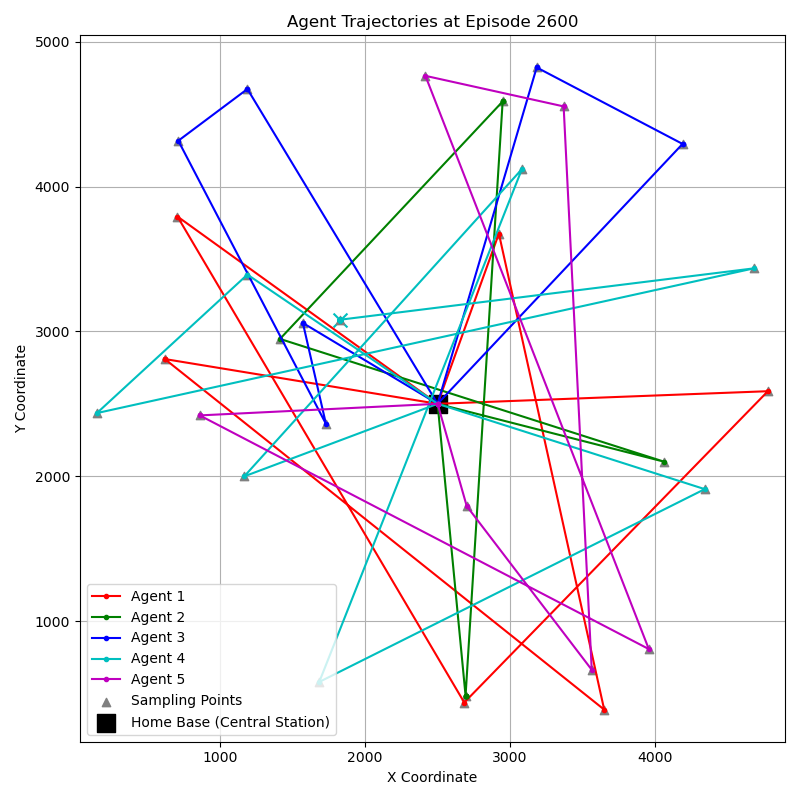 Agent Trajectories at Episode 2600
5000
4000
3000
2000
1000
Y Coordinate
Agent 1
Agent 2
Agent 3
Agent 4
Agent 5
Sampling Points
Home Base (Central Station)
1000 2000 3000 4000
X Coordinate